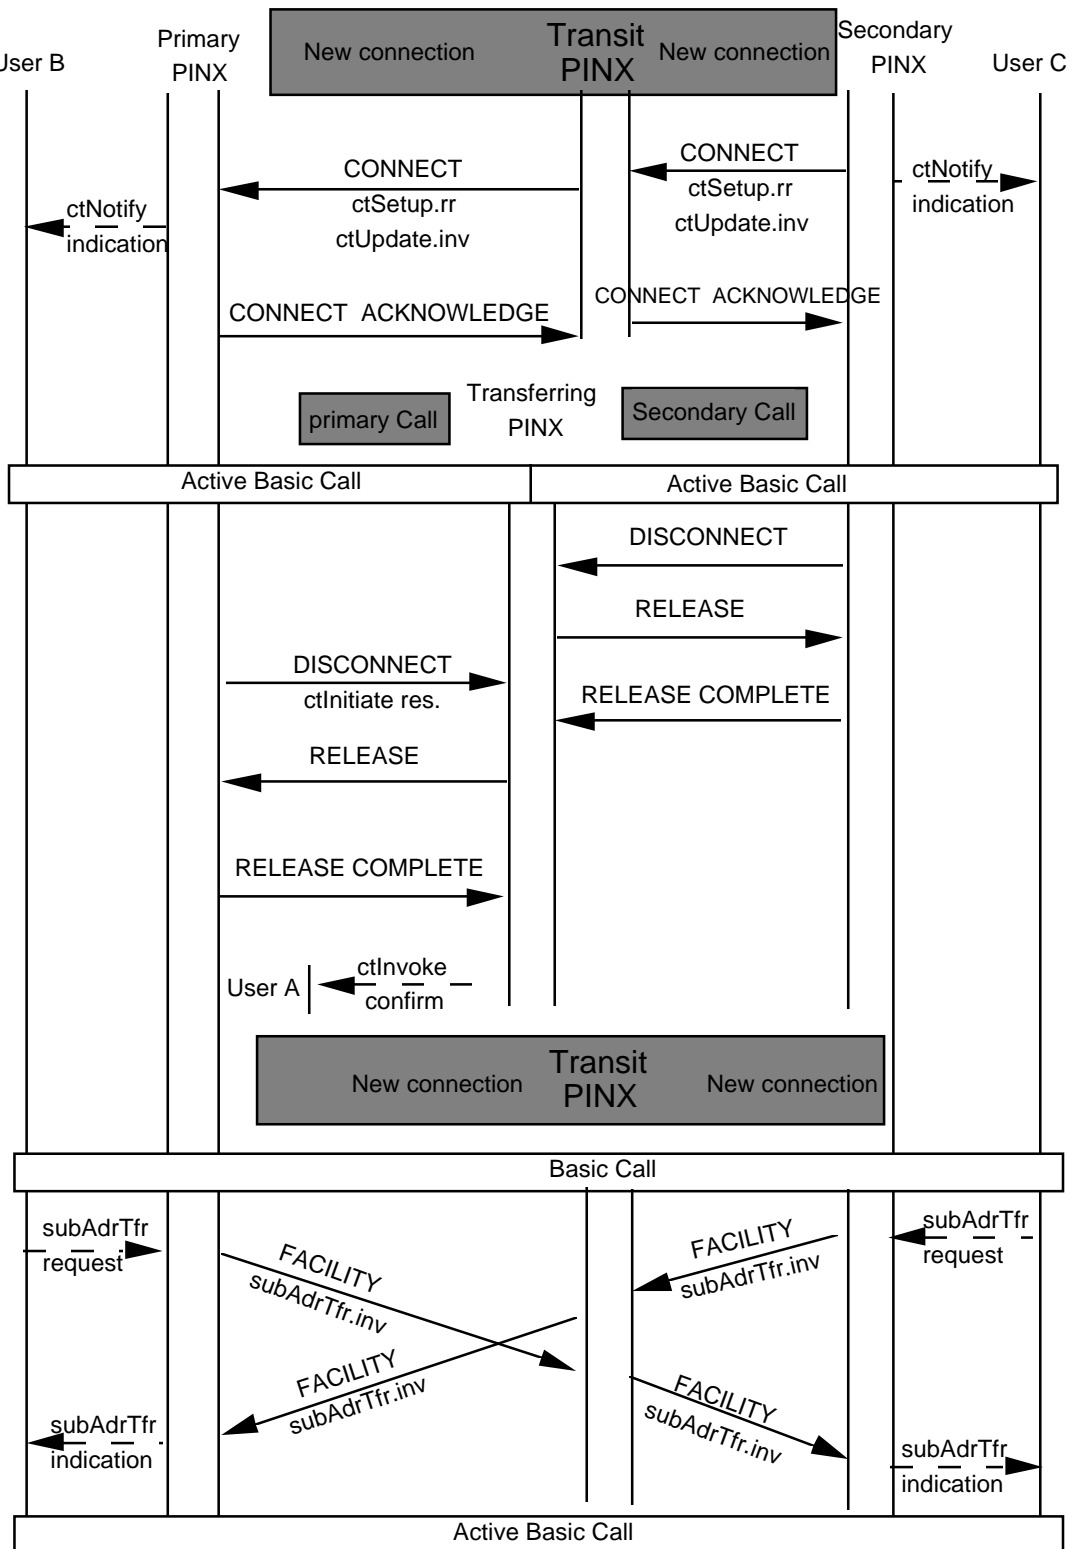 Primary
PINX
New connection
Transit
PINX
New connection
Secondary
PINX
User B
User C
CONNECT
ctSetup.rr
ctUpdate.inv
CONNECT
ctSetup.rr
ctUpdate.inv
ctNotify
indication
ctNotify
indication
CONNECT ACKNOWLEDGE
CONNECT ACKNOWLEDGE
primary Call
Transferring
PINX
Secondary Call
Active Basic Call
Active Basic Call
DISCONNECT
RELEASE
DISCONNECT
ctInitiate res.
RELEASE COMPLETE
RELEASE
RELEASE COMPLETE
User A
ctInvoke
confirm
New connection
Transit
PINX
New connection
Basic Call
subAdrTfr
request
FACILITY
subAdrTfr.inv
FACILITY
subAdrTfr.inv
subAdrTfr
request
FACILITY
subAdrTfr.inv
FACILITY
subAdrTfr.inv
subAdrTfr
indication
subAdrTfr
indication
Active Basic Call